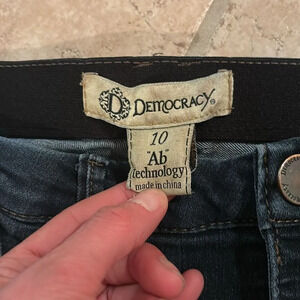 D DEMOCRACY®
10
"Ab"
technology
made in china